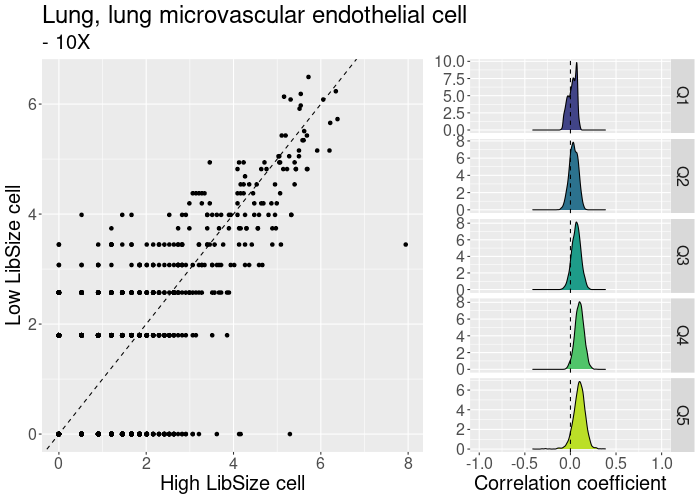 Lung, lung microvascular endothelial cell
- 10X
Low LibSize cell
6
4
2
0
0 2 4 6 8
High LibSize cell
10.0
7.5
5.0
2.5
0.0
Q1
8
6
4
2
0
Q2
8
6
4
2
0
Q3
8
6
4
2
0
Q4
6
4
2
0
Q5
-1.0 -0.5 0.0 0.5 1.0
Correlation coefficient